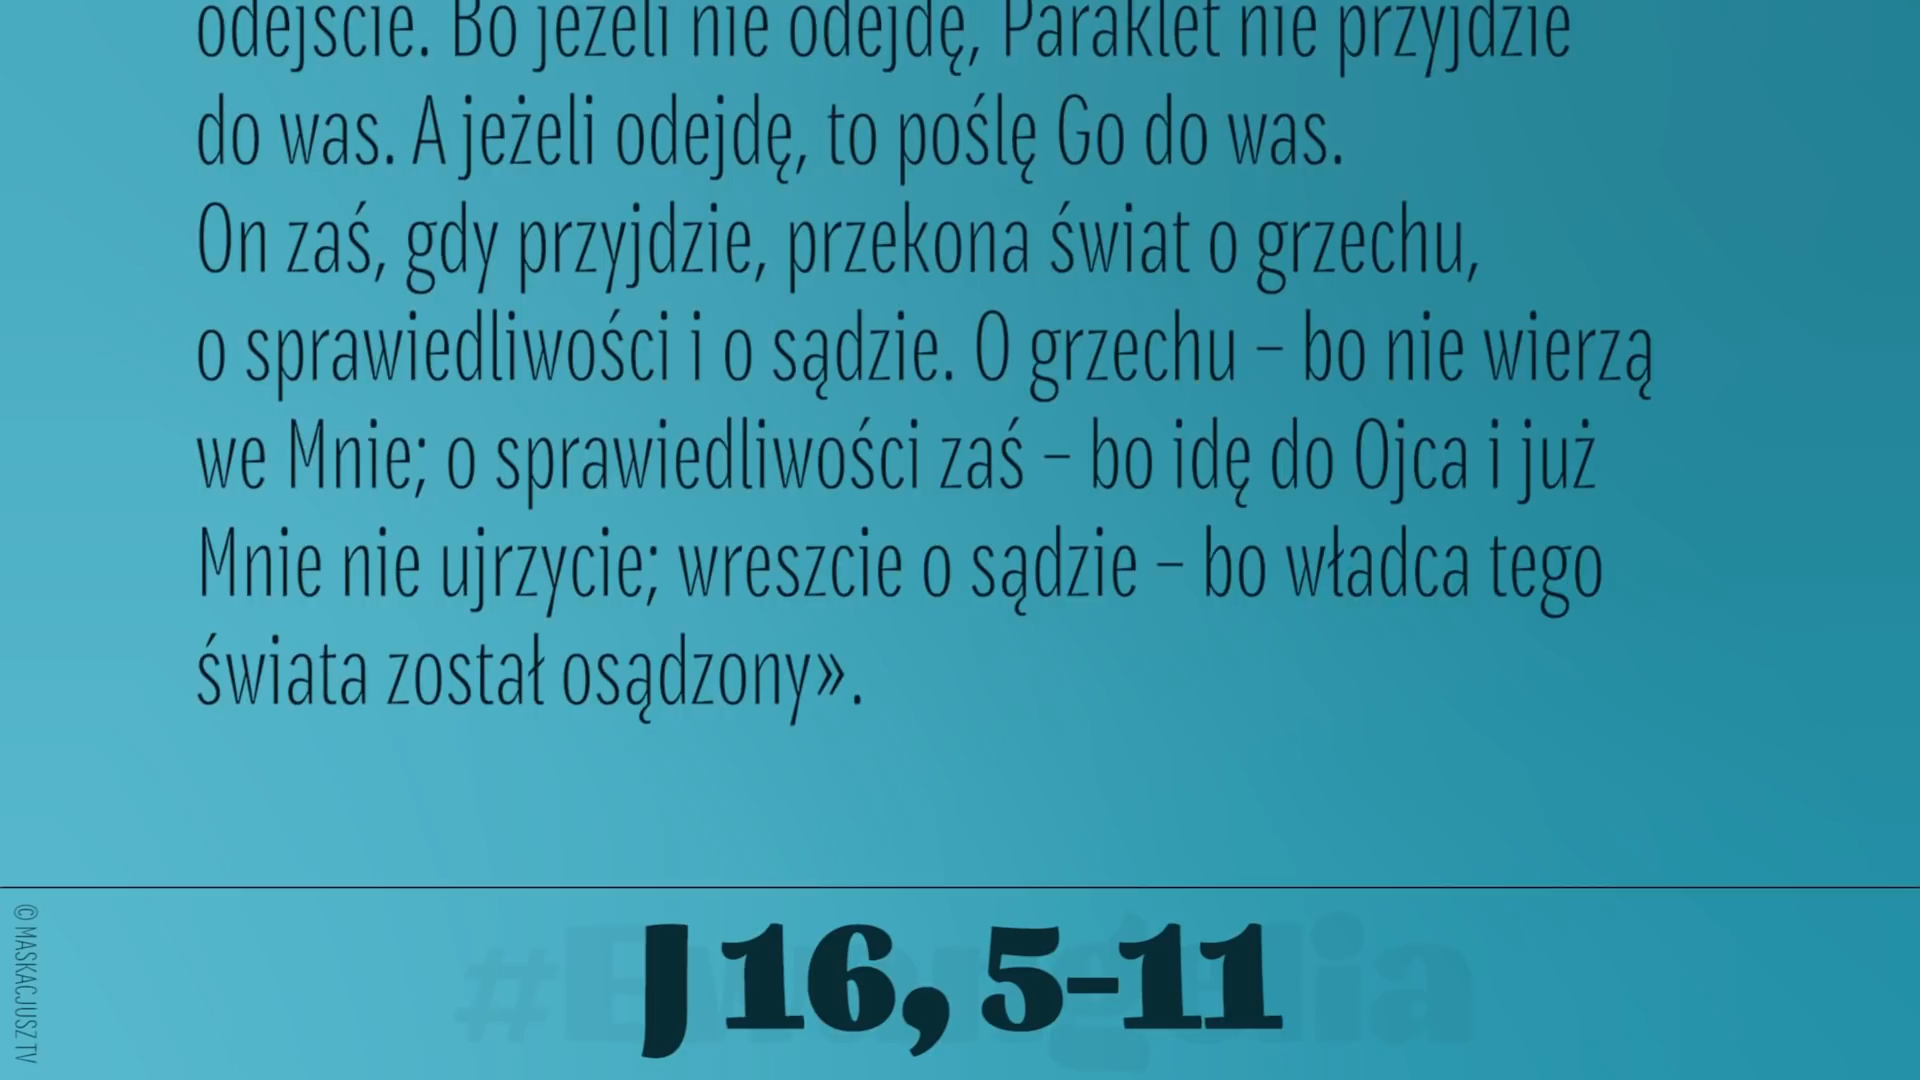 odejście. Bo jeżeli nie odejdę, Paraklet nie przyjdzie
do was. A jeżeli odejdę, to poślę Go do was.
On zaś, gdy przyjdzie, przekona świat o grzechu,
o sprawiedliwości i o sądzie. O grzechu – bo nie wierzą
we Mnie; o sprawiedliwości zaś – bo idę do Ojca i już
Mnie nie ujrzycie; wreszcie o sądzie – bo władca tego
świata został osądzony».
#Ewangelia
J 16, 5-11
© MASKACJUSZ TV